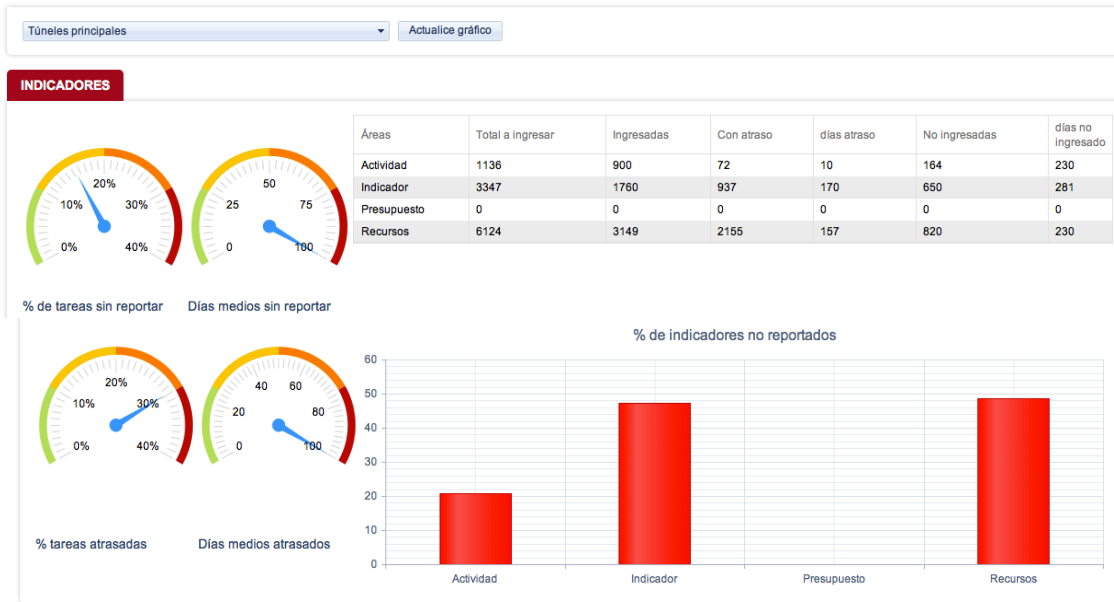 Túneles principales
Actualice gráfico
INDICADORES
Áreas Total a ingresar Ingresadas Con atraso días atraso No ingresadas días no ingresado
Actividad 1136 900 72 10 164 230
Indicador 3347 1760 937 170 650 281
Presupuesto 0 0 0 0 0 0
Recursos 6124 3149 2155 157 820 230
0% 10% 20% 30% 40%
0 25 50 75 100
% de tareas sin reportar
Días medios sin reportar
0% 10% 20% 30% 40%
0 20 40 60 80 100
% tareas atrasadas
Días medios atrasados
% de indicadores no reportados
60
50
40
30
20
10
0
Actividad Indicador Presupuesto Recursos